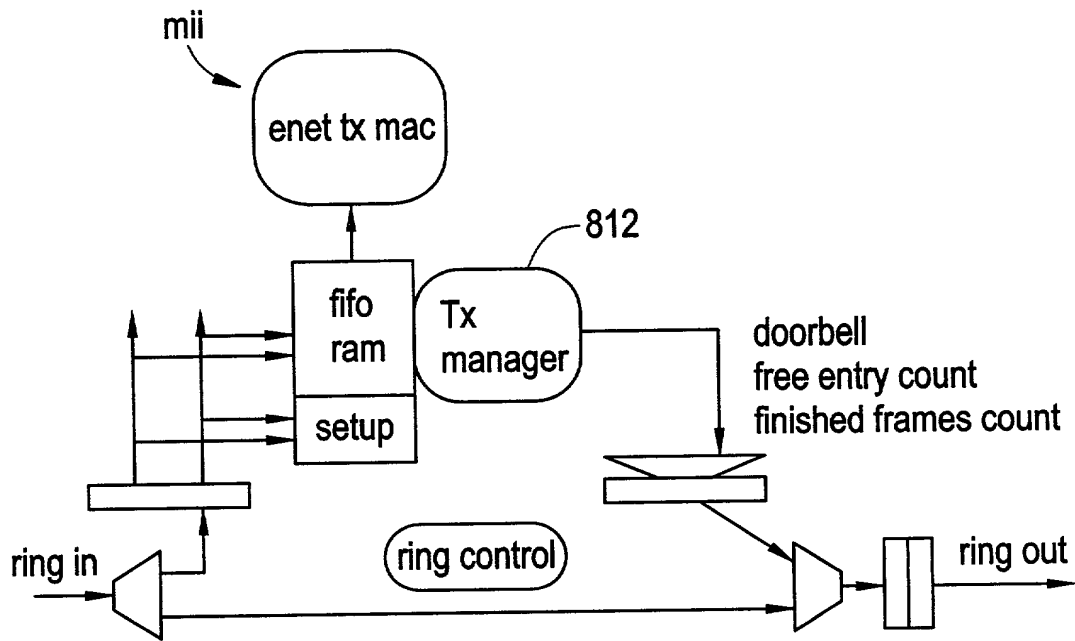 mii
enet tx mac
812
fifo
ram
Tx
manager
setup
doorbell
free entry count
finished frames count
ring in
ring control
ring out